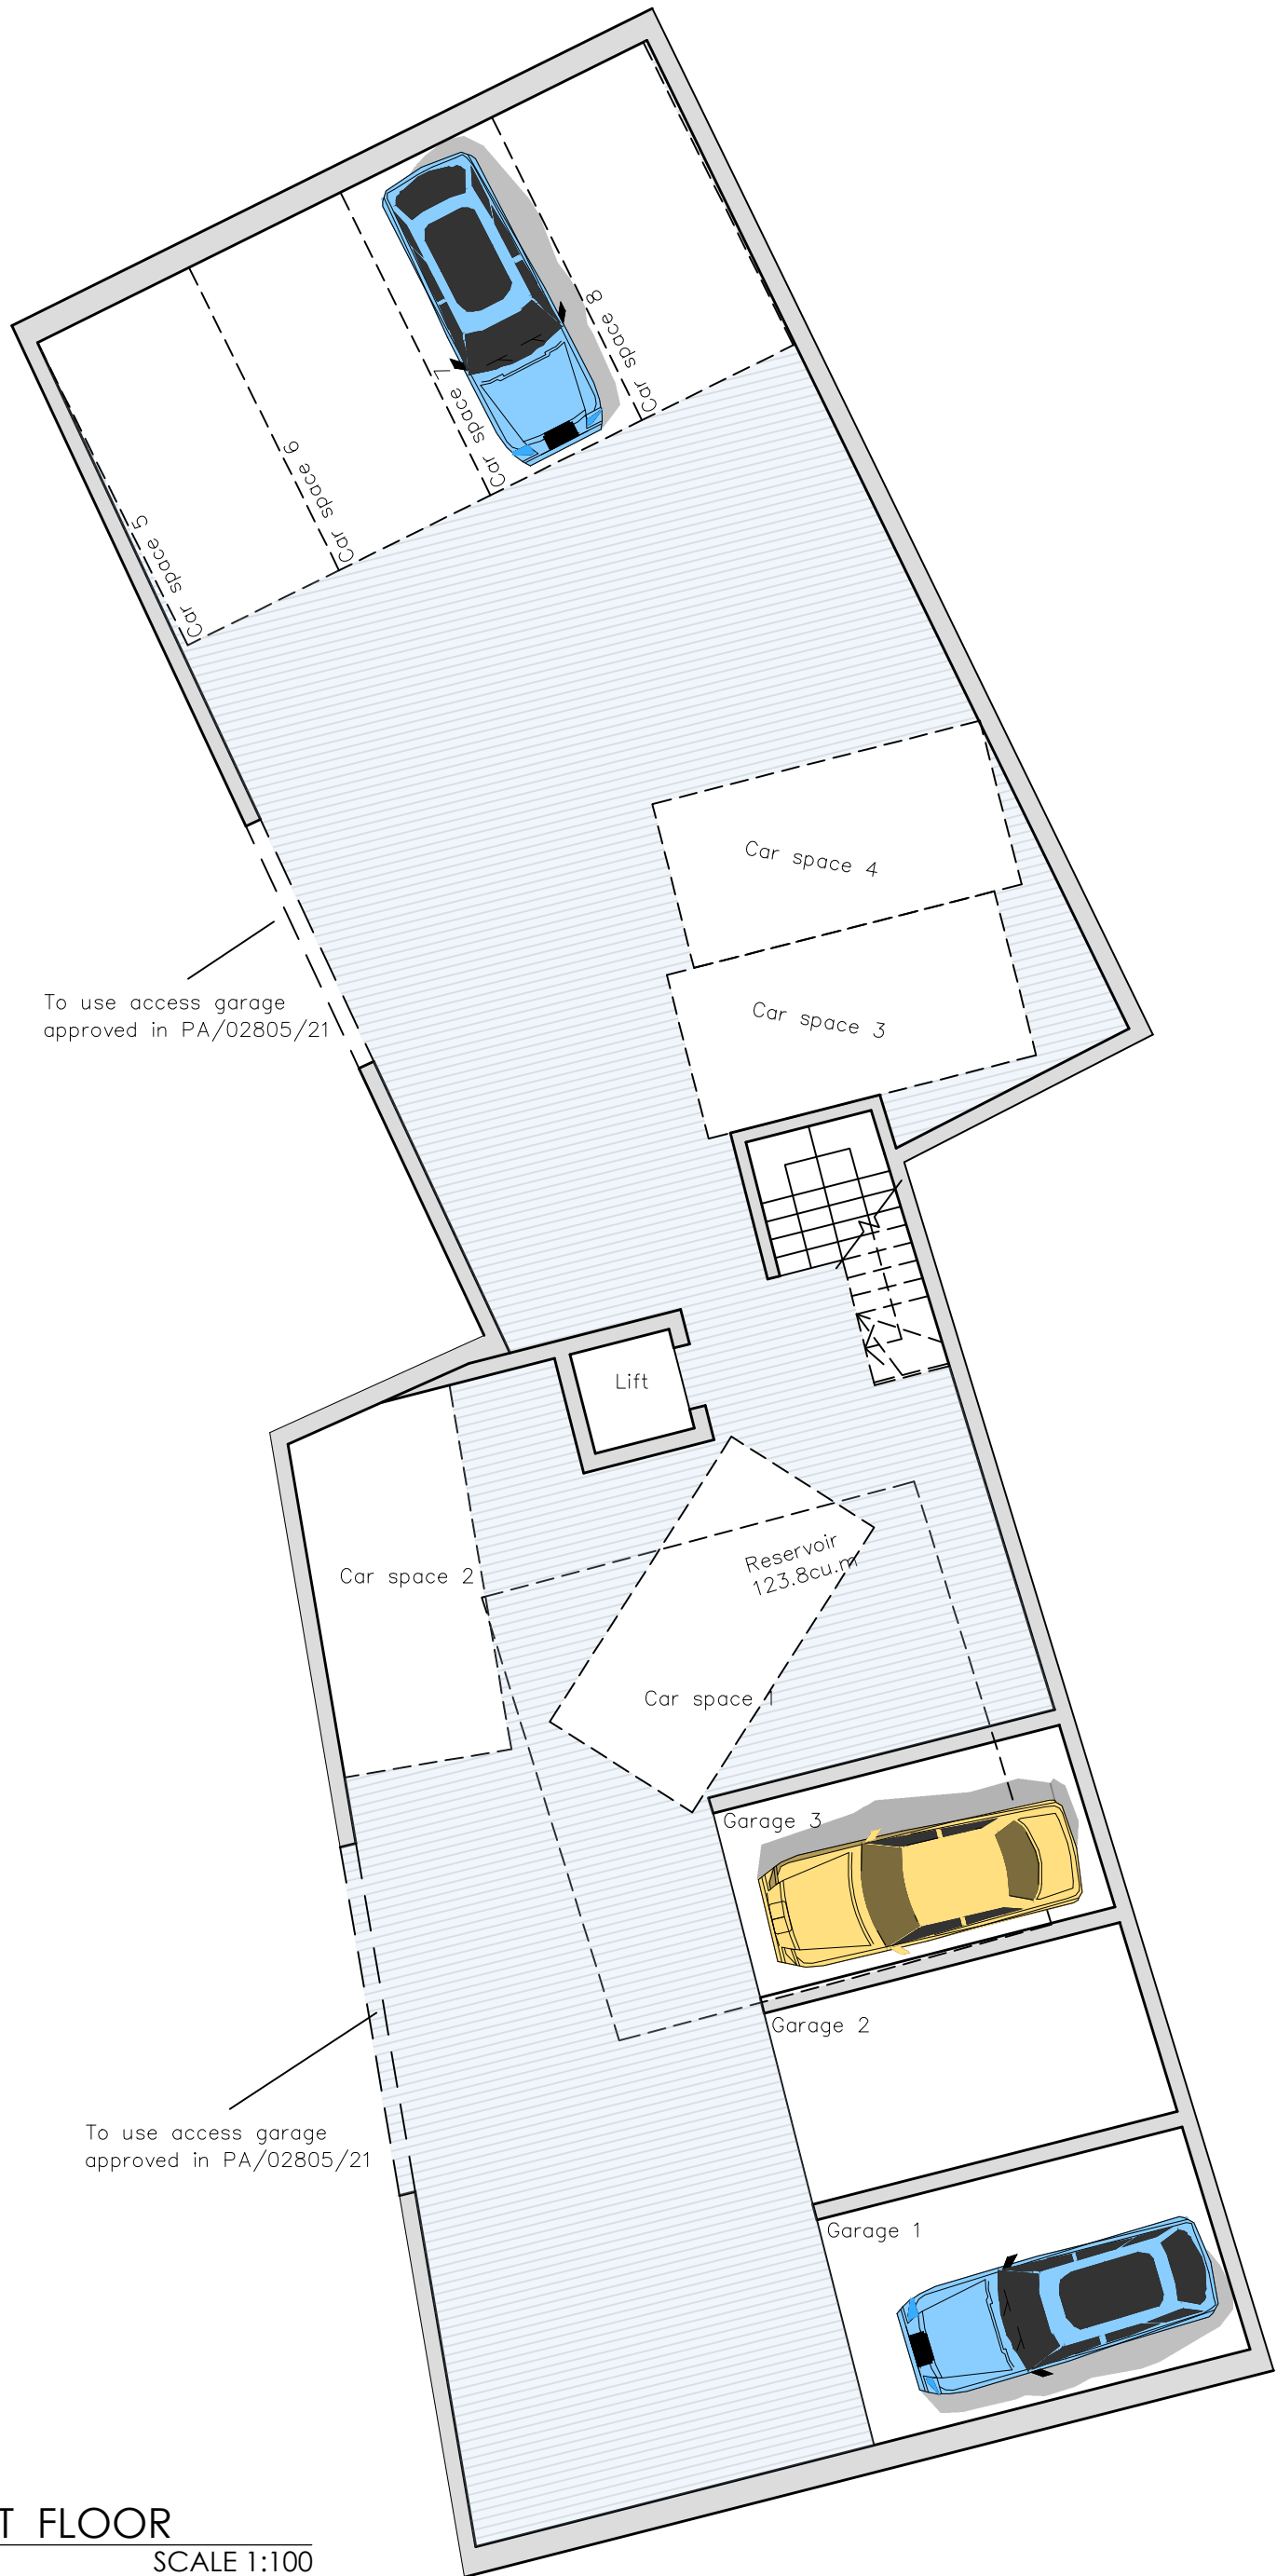 Car space 8
Car space 7
Car space 6
Car space 5
Car space 4
To use access garage
approved in PA/02805/21
Car space 3
Lift
Reservoir
123.8cu.m
Car space 2
Car space 1
Garage 3
Garage 2
To use access garage
approved in PA/02805/21
Garage 1
T FLOOR
SCALE 1:100